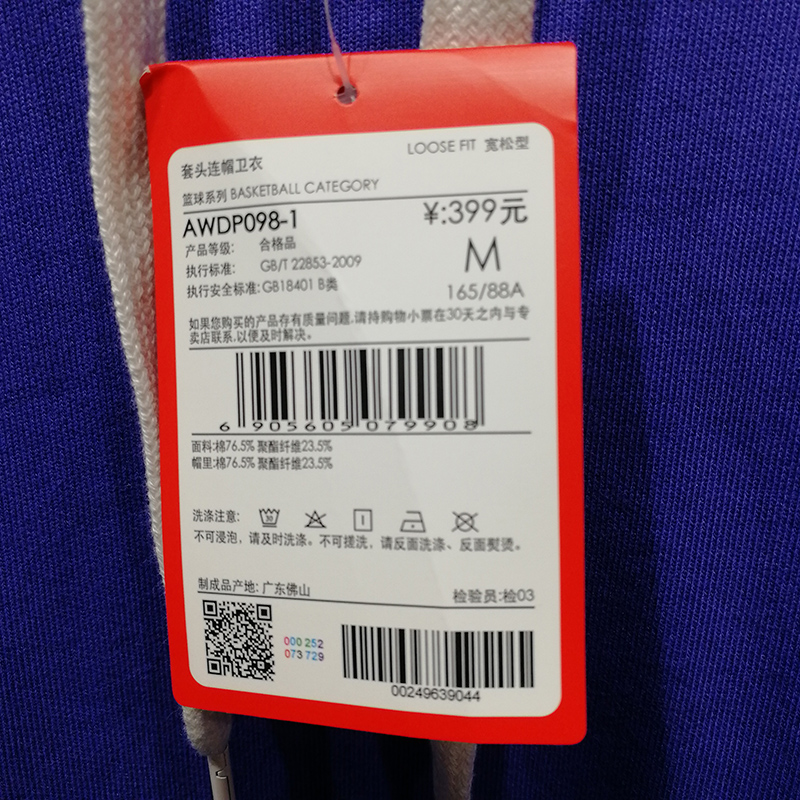 套头连帽卫衣
LOOSE FIT 宽松型
篮球系列 BASKETBALL CATEGORY
AWDP098-1
¥:399元
产品等级: 合格品
M
执行标准: GB/T 22853-2009
执行安全标准:GB18401 B类
165/88A
如果您购买的产品存有质量问题,请持购物小票在30天之内与专
卖店联系,以便及时解决。
6 905605 079908
面料:棉76.5% 聚酯纤维23.5%
帽里:棉76.5% 聚酯纤维23.5%
洗涤注意:
30
不可浸泡，请及时洗涤。不可搓洗，请反面洗涤、反面熨烫。
制成品产地: 广东佛山
检验员:检03
000 252
073 729
00249639044